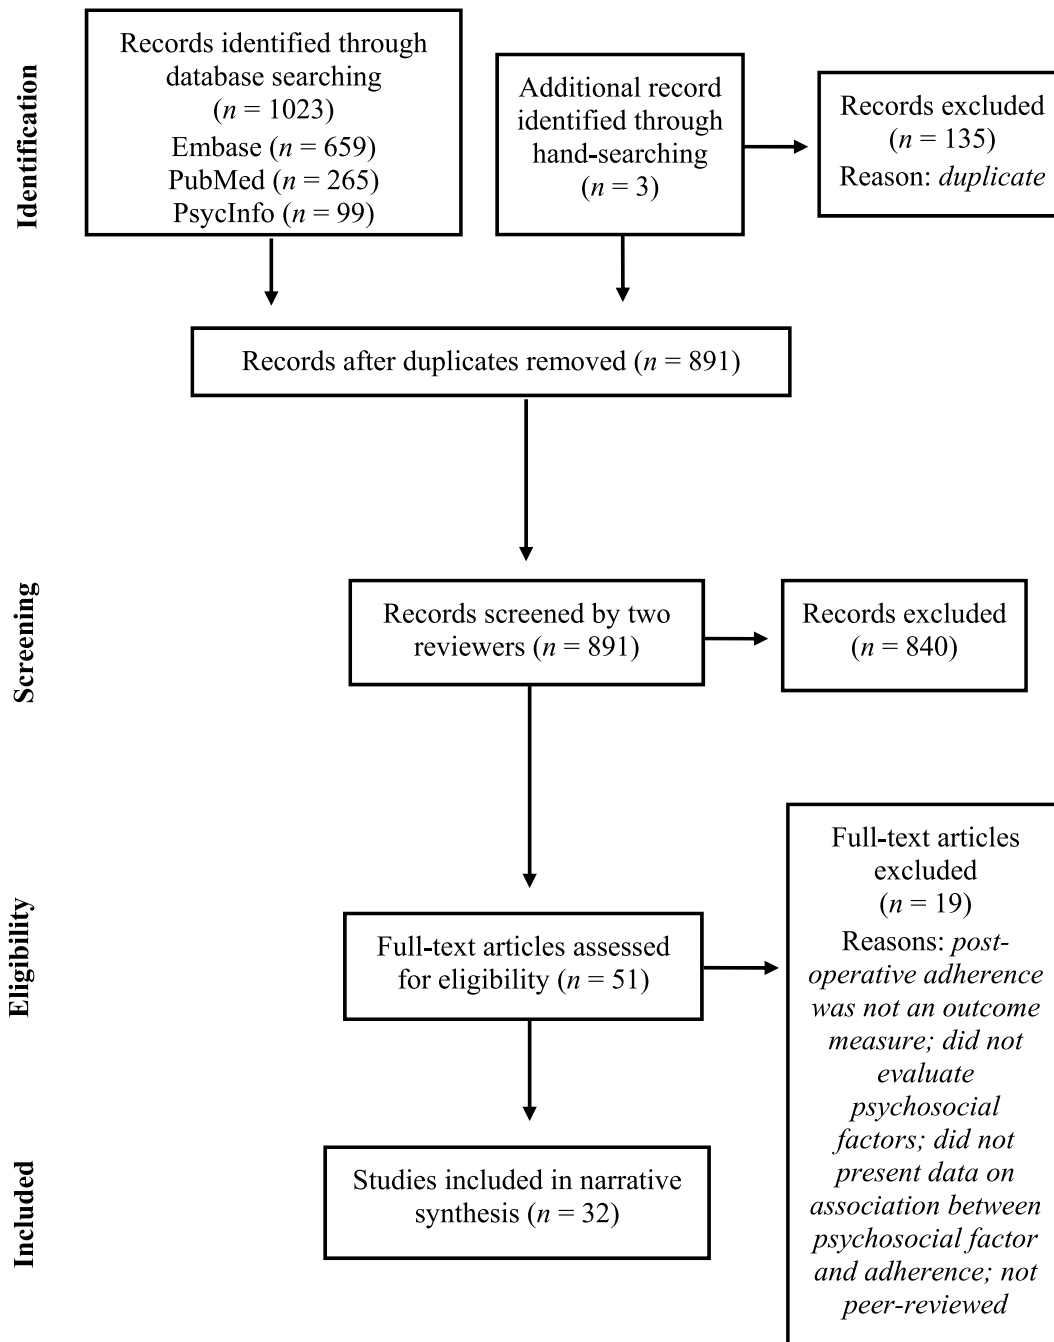 Identification
Records identified through
database searching
(n = 1023)
Embase (n = 659)
PubMed (n = 265)
PsycInfo (n = 99)
Additional record
identified through
hand-searching
(n = 3)
Records excluded
(n = 135)
Reason: duplicate
Records after duplicates removed (n = 891)
Screening
Records screened by two
reviewers (n = 891)
Records excluded
(n = 840)
Eligibility
Full-text articles assessed
for eligibility (n = 51)
Full-text articles
excluded
(n = 19)
Reasons: post-
operative adherence
was not an outcome
measure; did not
evaluate
psychosocial
factors; did not
present data on
association between
psychosocial factor
and adherence; not
peer-reviewed
Included
Studies included in narrative
synthesis (n = 32)